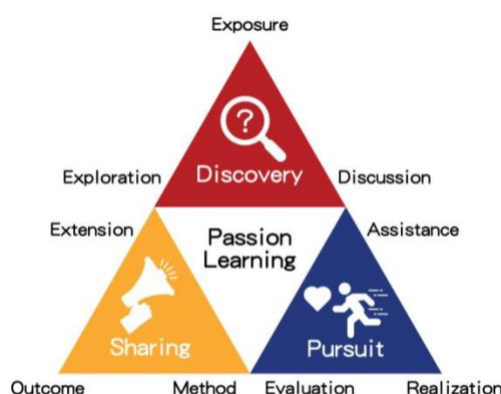 Exposure
?
Discovery
Exploration
Discussion
Extension
Passion
Learning
Assistance
Sharing
Pursuit
Outcome
Method
Evaluation
Realization